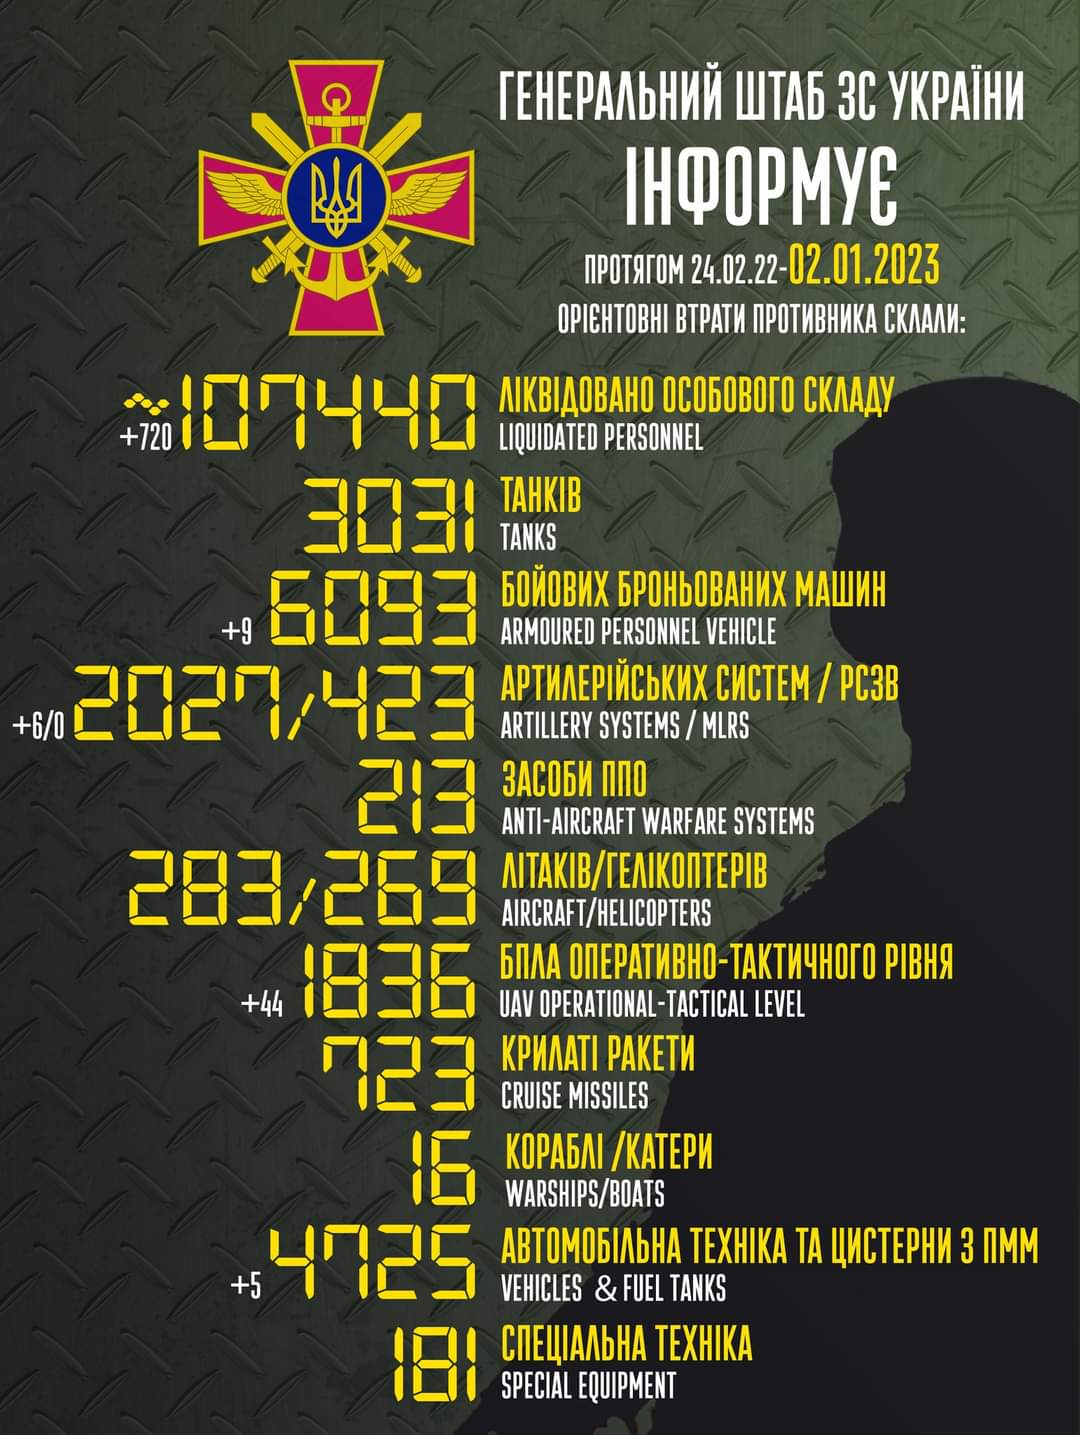 ГЕНЕРАЛЬНИЙ ШТАБ ЗС УКРАЇНИ
ІНФОРМУЄ
ПРОТЯГОМ 24.02.22-02.01.2023
ОРІЄНТОВНІ ВТРАТИ ПРОТИВНИКА СКЛАЛИ:
+720 ~107440 ЛІКВІДОВАНО ОСОБОВОГО СКЛАДУ
LIQUIDATED PERSONNEL
3031 ТАНКІВ
TANKS
+9 6093 БОЙОВИХ БРОНЬОВАНИХ МАШИН
ARMOURED PERSONNEL VEHICLE
+6/0 2027/423 АРТИЛЕРІЙСЬКИХ СИСТЕМ / РСЗВ
ARTILLERY SYSTEMS / MLRS
213 ЗАСОБИ ППО
ANTI-AIRCRAFT WARFARE SYSTEMS
283/269 ЛІТАКІВ/ГЕЛІКОПТЕРІВ
AIRCRAFT/HELICOPTERS
+44 1836 БПЛА ОПЕРАТИВНО-ТАКТИЧНОГО РІВНЯ
UAV OPERATIONAL-TACTICAL LEVEL
723 КРИЛАТІ РАКЕТИ
CRUISE MISSILES
16 КОРАБЛІ /КАТЕРИ
WARSHIPS/BOATS
+5 4725 АВТОМОБІЛЬНА ТЕХНІКА ТА ЦИСТЕРНИ З ПММ
VEHICLES & FUEL TANKS
181 СПЕЦІАЛЬНА ТЕХНІКА
SPECIAL EQUIPMENT